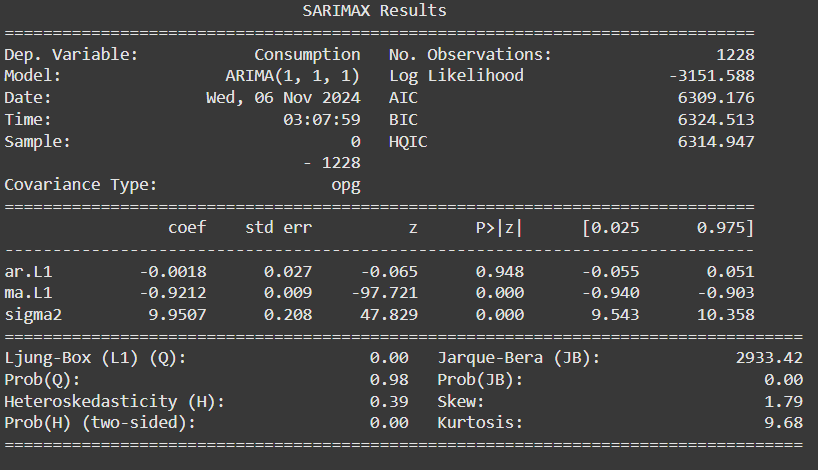 SARIMAX Results
==============================================================================
Dep. Variable:            Consumption   No. Observations:                 1228
Model:                 ARIMA(1, 1, 1)   Log Likelihood               -3151.588
Date:                Wed, 06 Nov 2024   AIC                           6309.176
Time:                        03:07:59   BIC                           6324.513
Sample:                             0   HQIC                          6314.947
                               - 1228
Covariance Type:                  opg
==============================================================================
                 coef    std err          z      P>|z|      [0.025      0.975]
------------------------------------------------------------------------------
ar.L1         -0.0018      0.027     -0.065      0.948      -0.055       0.051
ma.L1         -0.9212      0.009    -97.721      0.000      -0.940      -0.903
sigma2         9.9507      0.208     47.829      0.000       9.543      10.358
===================================================================================
Ljung-Box (L1) (Q):                   0.00   Jarque-Bera (JB):              2933.42
Prob(Q):                              0.98   Prob(JB):                         0.00
Heteroskedasticity (H):               0.39   Skew:                             1.79
Prob(H) (two-sided):                  0.00   Kurtosis:                         9.68
===================================================================================